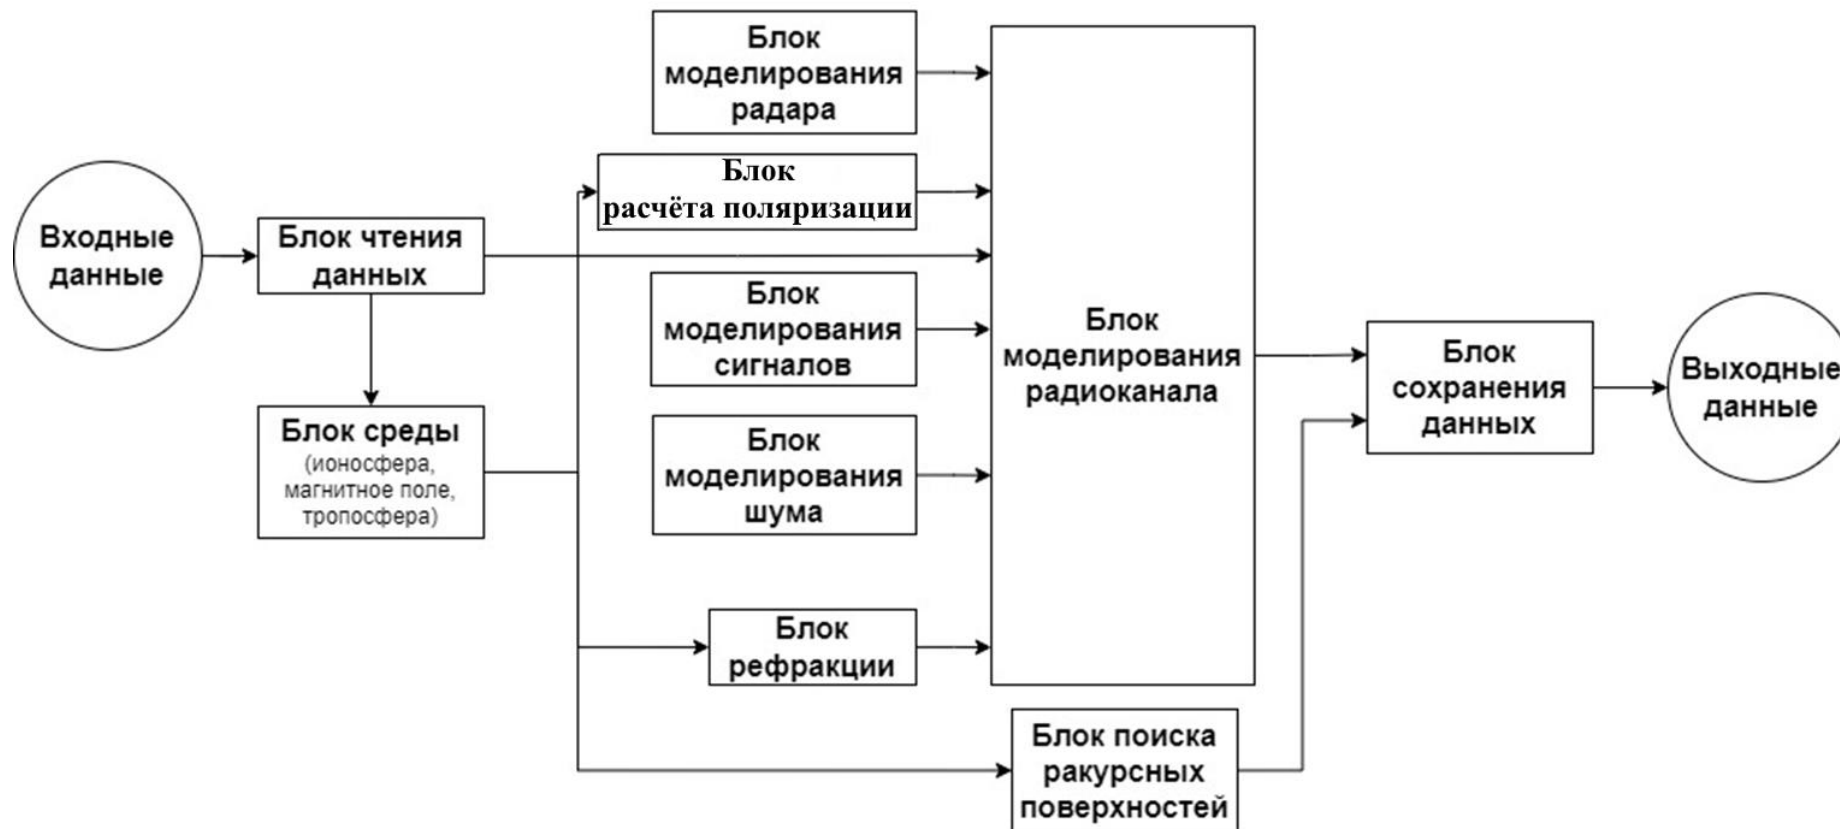 Блок
моделирования
радара
Блок
расчёта поляризации
Входные
данные
Блок чтения
данных
Блок
моделирования
сигналов
Блок среды
(ионосфера,
магнитное поле,
тропосфера)
Блок
моделирования
шума
Блок
рефракции
Блок
моделирования
радиоканала
Блок поиска
ракурсных
поверхностей
Блок
сохранения
данных
Выходные
данные